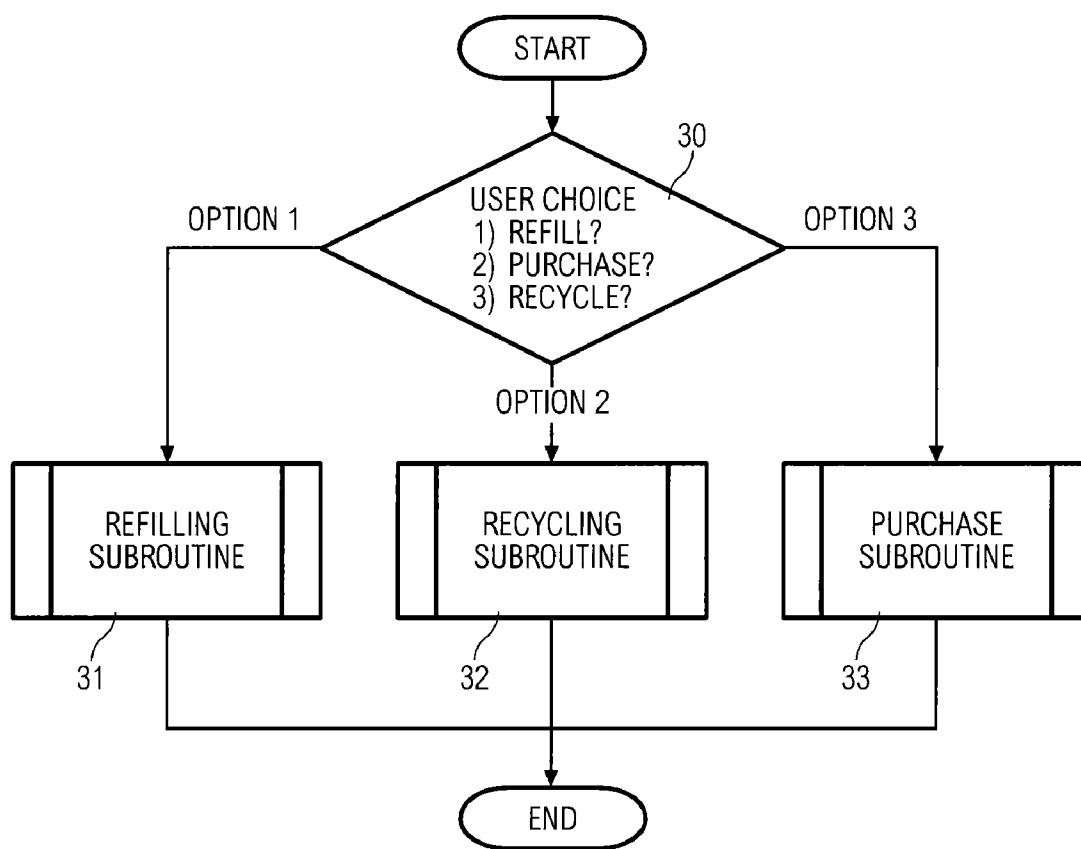 START
30
USER CHOICE
1) REFILL?
2) PURCHASE?
3) RECYCLE?
OPTION 1
OPTION 3
OPTION 2
REFILLING
SUBROUTINE
RECYCLING
SUBROUTINE
PURCHASE
SUBROUTINE
31
32
33
END